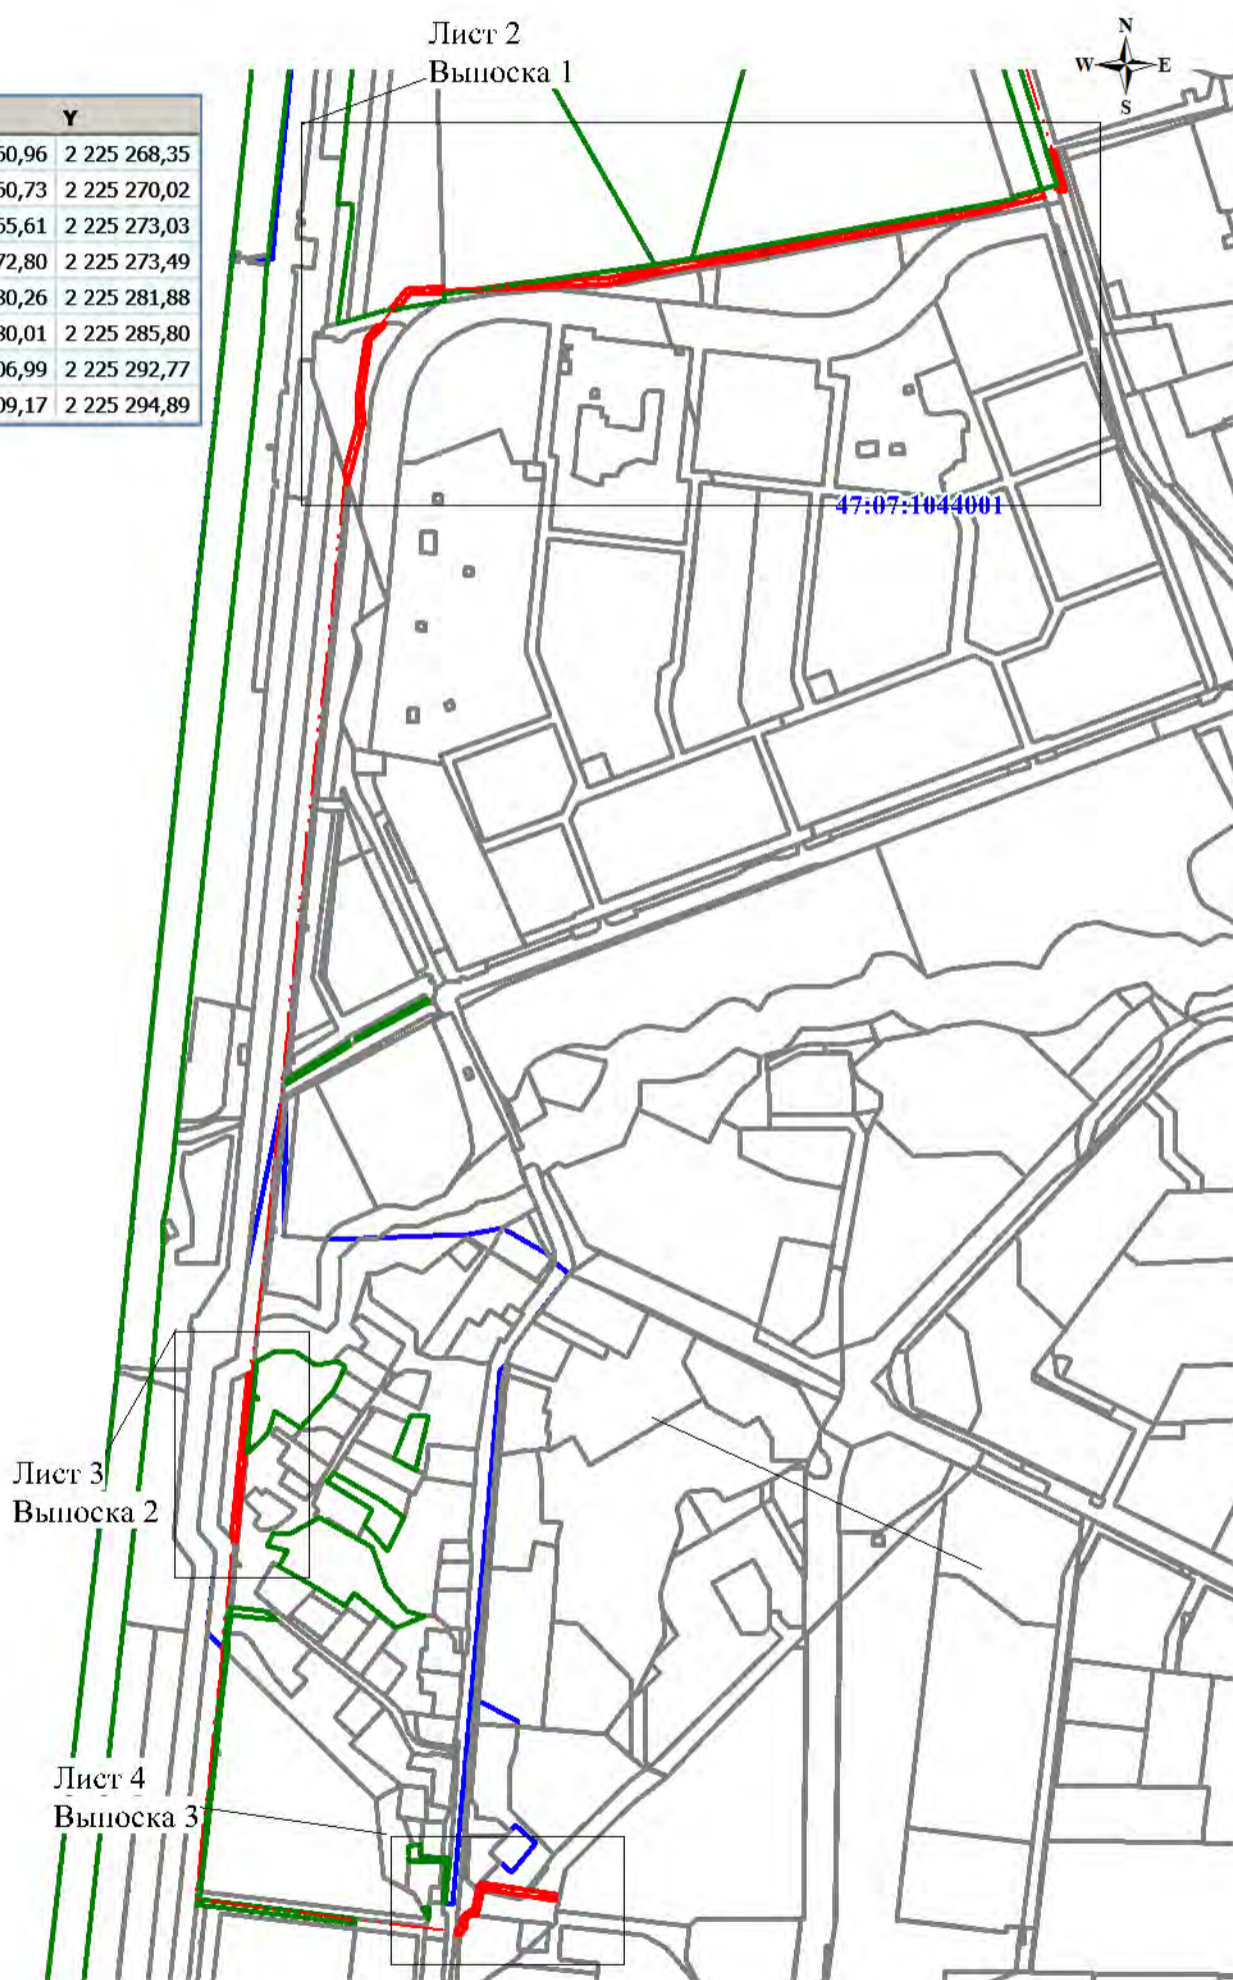 Лист 2
Выноска 1
N
W E
S
Y
60,96 2 225 268,35
60,73 2 225 270,02
65,61 2 225 273,03
72,80 2 225 273,49
80,26 2 225 281,88
80,01 2 225 285,80
06,99 2 225 292,77
09,17 2 225 294,89
47:07:1044001
Лист 3
Выноска 2
Лист 4
Выноска 3